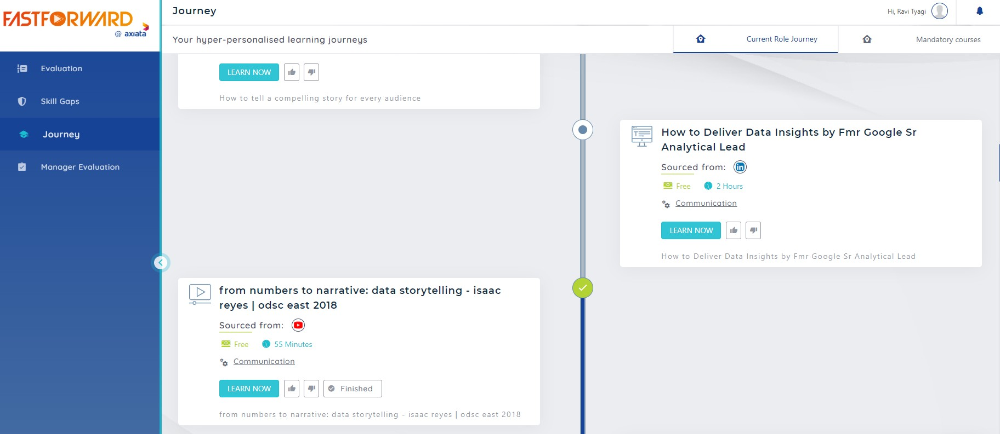 FASTFORWARD
@ axiata
Evaluation
Skill Gaps
Journey
Manager Evaluation
Journey
Hi, Ravi Tyagi
Your hyper-personalised learning journeys
Current Role Journey
Mandatory courses
LEARN NOW
How to tell a compelling story for every audience
How to Deliver Data Insights by Fmr Google Sr
Analytical Lead
Sourced from:
in
Free
2 Hours
Communication
LEARN NOW
How to Deliver Data Insights by Fmr Google Sr Analytical Lead
from numbers to narrative: data storytelling - isaac
reyes | odsc east 2018
Sourced from:
Free
55 Minutes
Communication
LEARN NOW
Finished
from numbers to narrative: data storytelling - isaac reyes | odsc east 2018